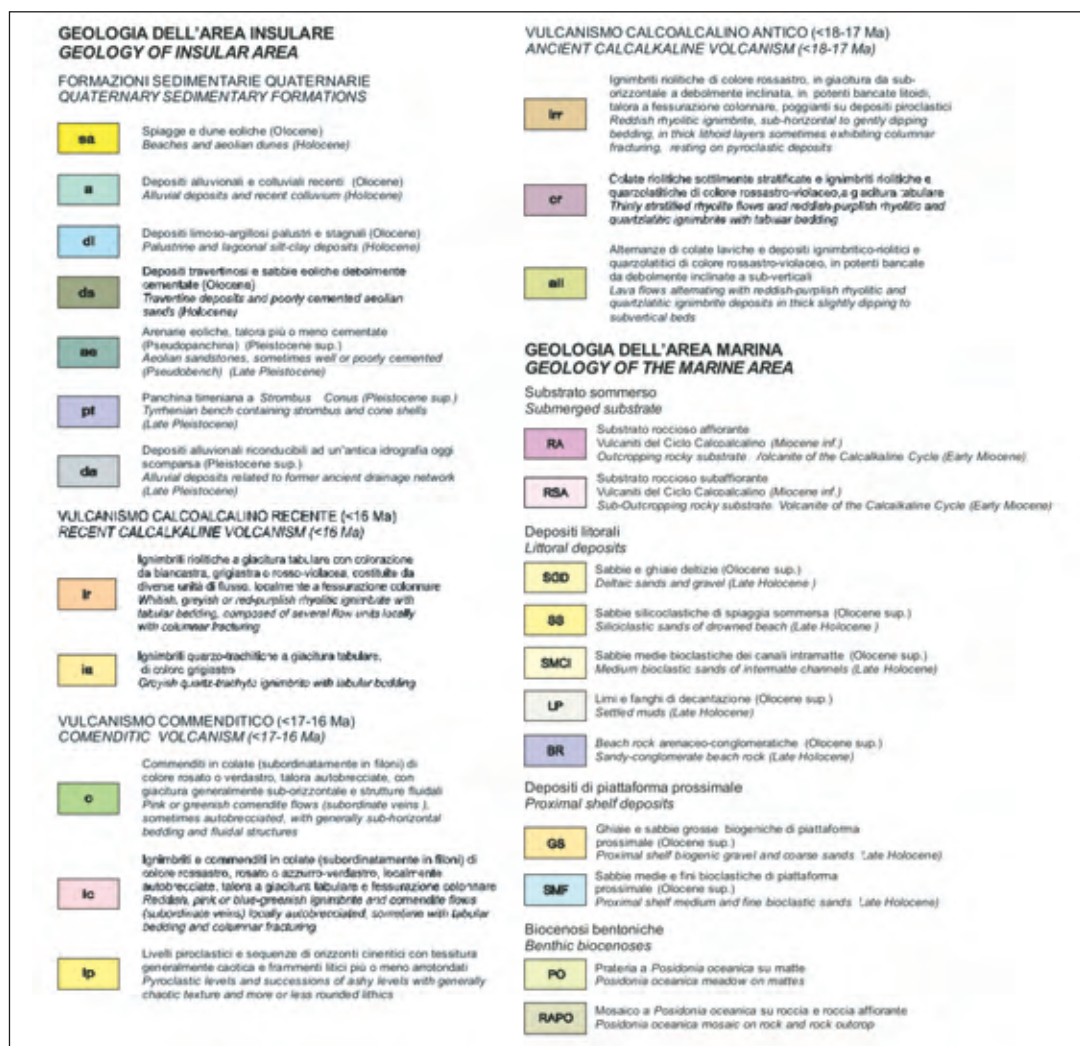 GEOLOGIA DELL'AREA INSULARE
GEOLOGY OF INSULAR AREA
FORMAZIONI SEDIMENTARIE QUATERNARIE
QUATERNARY SEDIMENTARY FORMATIONS
sa
Spiagge e dune eoliche (Olocene)
Beaches and aeolian dunes (Holocene)
a
Depositi alluvionali e colluviali recenti (Olocene)
Alluvial deposits and recent colluvium (Holocene)
dl
Depositi limoso-argillosi palustri e stagnali (Olocene)
Palustrine and lagoonal silt-clay deposits (Holocene)
ds
Depositi travertinosi e sabbie eoliche debolmente
cementate (Olocene)
Travertine deposits and poorly cemented aeolian
sands (Holocene)
ae
Arenarie eoliche, talora più o meno cementate
(Pseudopanchina) (Pleistocene sup.)
Aeolian sandstones, sometimes well or poorly cemented
(Pseudobench) (Late Pleistocene)
pt
Panchina tirreniana a Strombus Conus (Pleistocene sup.)
Tyrrhenian bench containing strombus and cone shells
(Late Pleistocene)
da
Depositi alluvionali riconducibili ad un'antica idrografia oggi
scomparsa (Pleistocene sup.)
Alluvial deposits related to former ancient drainage network
(Late Pleistocene)
VULCANISMO CALCOALCALINO RECENTE (<16 Ma)
RECENT CALCALKALINE VOLCANISM (<16 Ma)
ir
Ignimbriti riolitiche a giacitura tabulare con colorazione
da biancastra, grigiastra o rosso-violacea, costituite da
diverse unità di flusso, localmente a fessurazione colonnare
Whitish, greyish or red-purplish rhyolitic ignimbrite with
tabular bedding, composed of several flow units locally
with columnar fracturing
ia
Ignimbriti quarzo-trachitiche a giacitura tabulare,
di colore grigiastro
Greyish quartz-trachyte ignimbrite with tabular bedding
VULCANISMO COMMENDITICO (<17-16 Ma)
COMENDITIC VOLCANISM (<17-16 Ma)
c
Commenditi in colate (subordinatamente in filoni) di
colore rosato o verdastro, talora autobrecciate, con
giacitura generalmente sub-orizzontale e strutture fluidali
Pink or greenish comendite flows (subordinate veins ),
sometimes autobrecciated, with generally sub-horizontal
bedding and fluidal structures
ic
Ignimbriti e commenditi in colate (subordinatamente in filoni) di
colore rossastro, rosato o azzurro-verdastro, localmente
autobrecciate, talora a giacitura tabulare e fessurazione colonnare
Reddish, pink or blue-greenish ignimbrite and comendite flows
(subordinate veins) locally autobrecciated, sometime with tabular
bedding and columnar fracturing
lp
Livelli piroclastici e sequenze di orizzonti cineritici con tessitura
generalmente caotica e frammenti litici più o meno arrotondati
Pyroclastic levels and successions of ashy levels with generally
chaotic texture and more or less rounded lithics
VULCANISMO CALCOALCALINO ANTICO (<18-17 Ma)
ANCIENT CALCALKALINE VOLCANISM (<18-17 Ma)
irr
Ignimbriti riolitiche di colore rossastro, in giacitura da sub-
orizzontale a debolmente inclinata, in potenti bancate litoidi,
talora a fessurazione colonnare, poggianti su depositi piroclastici
Reddish rhyolitic ignimbrite, sub-horizontal to gently dipping
bedding, in thick lithoid layers sometimes exhibiting columnar
fracturing, resting on pyroclastic deposits
cr
Colate riolitiche sottilmente stratificate e ignimbriti riolitiche e
quarzolatitiche di colore rossastro-violaceo,a giacitura tabulare
Thinly stratified rhyolite flows and reddish-purplish rhyolitic and
quartzlatitic ignimbrite with tabular bedding
all
Alternanze di colate laviche e depositi ignimbritico-riolitici e
quarzolatitici di colore rossastro-violaceo, in potenti bancate
da debolmente inclinate a sub-verticali
Lava flows alternating with reddish-purplish rhyolitic and
quartzlatitic ignimbrite deposits in thick slightly dipping to
subvertical beds
GEOLOGIA DELL'AREA MARINA
GEOLOGY OF THE MARINE AREA
Substrato sommerso
Submerged substrate
RA
Substrato roccioso affiorante
Vulcaniti del Ciclo Calcoalcalino (Miocene inf.)
Outcropping rocky substrate. Volcanite of the Calcalkaline Cycle (Early Miocene)
RSA
Substrato roccioso subaffiorante
Vulcaniti del Ciclo Calcoalcalino (Miocene inf.)
Sub-Outcropping rocky substrate. Volcanite of the Calcalkaline Cycle (Early Miocene)
Depositi litorali
Littoral deposits
SGD
Sabbie e ghiaie deltizie (Olocene sup.)
Deltaic sands and gravel (Late Holocene )
SS
Sabbie silicoclastiche di spiaggia sommersa (Olocene sup.)
Siliciclastic sands of drowned beach (Late Holocene )
SMCI
Sabbie medie bioclastiche dei canali intramatte (Olocene sup.)
Medium bioclastic sands of intermatte channels (Late Holocene)
LP
Limi e fanghi di decantazione (Olocene sup.)
Settled muds (Late Holocene)
BR
Beach rock arenaceo-conglomeratiche (Olocene sup.)
Sandy-conglomerate beach rock (Late Holocene)
Depositi di piattaforma prossimale
Proximal shelf deposits
GS
Ghiaie e sabbie grosse biogeniche di piattaforma
prossimale (Olocene sup.)
Proximal shelf biogenic gravel and coarse sands (Late Holocene)
SMF
Sabbie medie e fini bioclastiche di piattaforma
prossimale (Olocene sup.)
Proximal shelf medium and fine bioclastic sands (Late Holocene)
Biocenosi bentoniche
Benthic biocenoses
PO
Prateria a Posidonia oceanica su matte
Posidonia oceanica meadow on mattes
RAPO
Mosaico a Posidonia oceanica su roccia e roccia affiorante
Posidonia oceanica mosaic on rock and rock outcrop